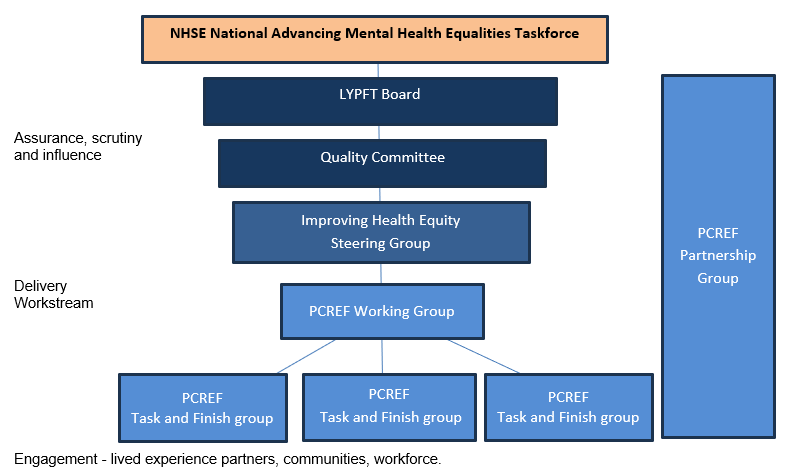 NHSE National Advancing Mental Health Equalities Taskforce
LYPFT Board
Assurance, scrutiny
and influence
Quality Committee
Improving Health Equity
Steering Group
PCREF
Partnership
Group
Delivery
Workstream
PCREF Working Group
PCREF
Task and Finish group
PCREF
Task and Finish group
PCREF
Task and Finish group
Engagement - lived experience partners, communities, workforce.